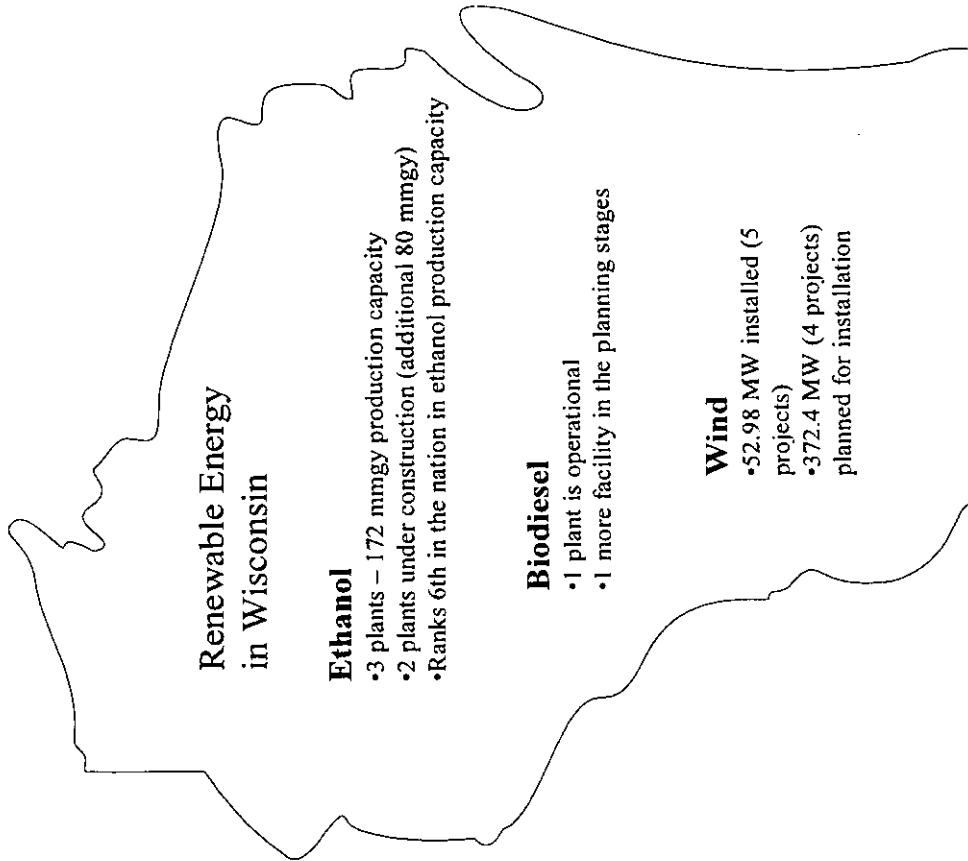 Renewable Energy
in Wisconsin
Ethanol
•3 plants – 172 mmgy production capacity
•2 plants under construction (additional 80 mmgy)
•Ranks 6th in the nation in ethanol production capacity
Biodiesel
•1 plant is operational
•1 more facility in the planning stages
Wind
•52.98 MW installed (5
projects)
•372.4 MW (4 projects)
planned for installation